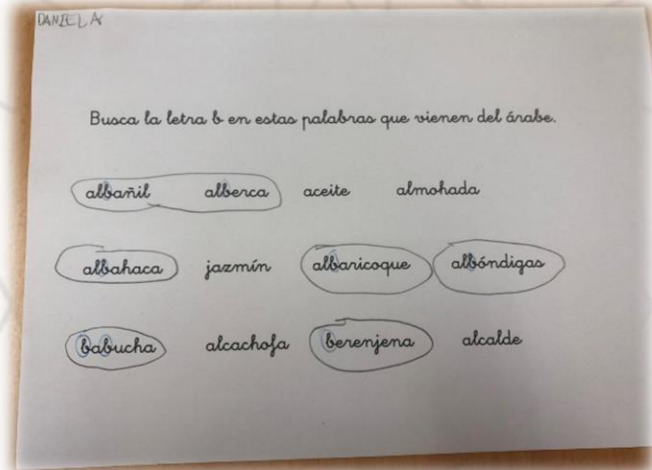 DANIELA
Busca la letra b en estas palabras que vienen del árabe.
albañil alberca aceite almohada
albahaca jazmín albaricoque albóndigas
babucha alcachofa berenjena alcalde